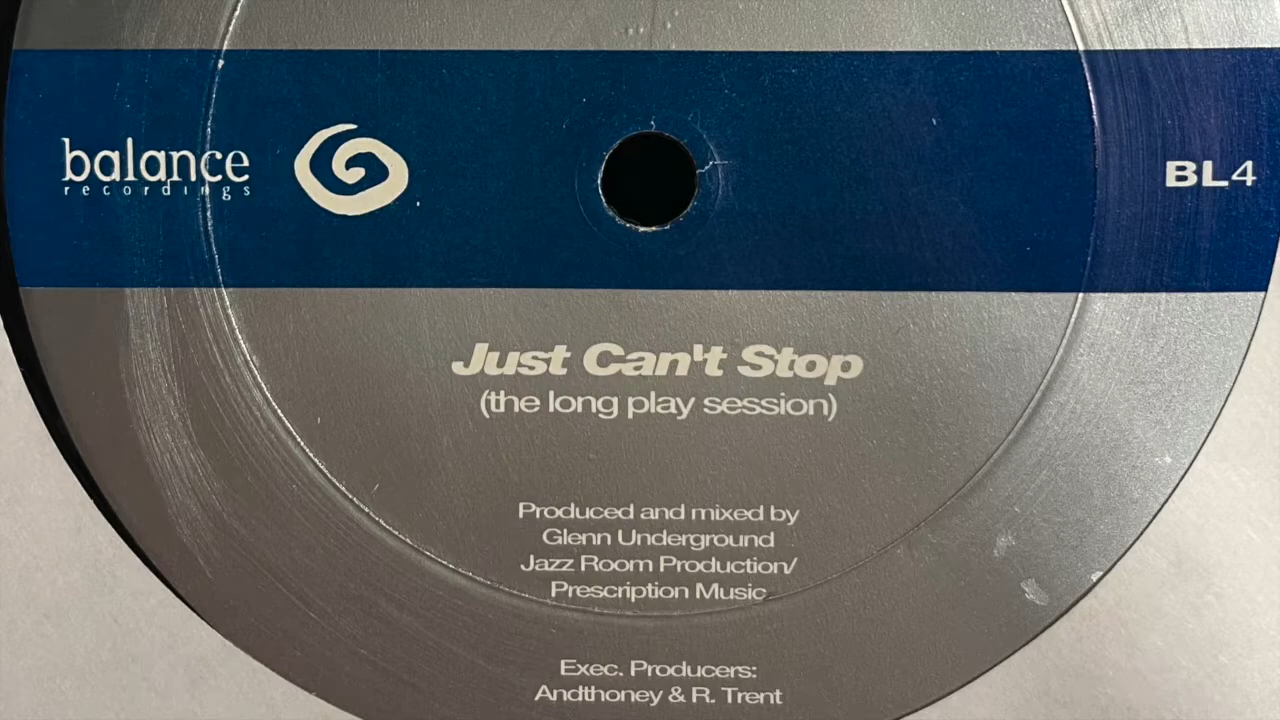 balance
recordings
BL4
Just Can't Stop
(the long play session)
Produced and mixed by
Glenn Underground
Jazz Room Production/
Prescription Music
Exec. Producers:
Andthoney & R. Trent